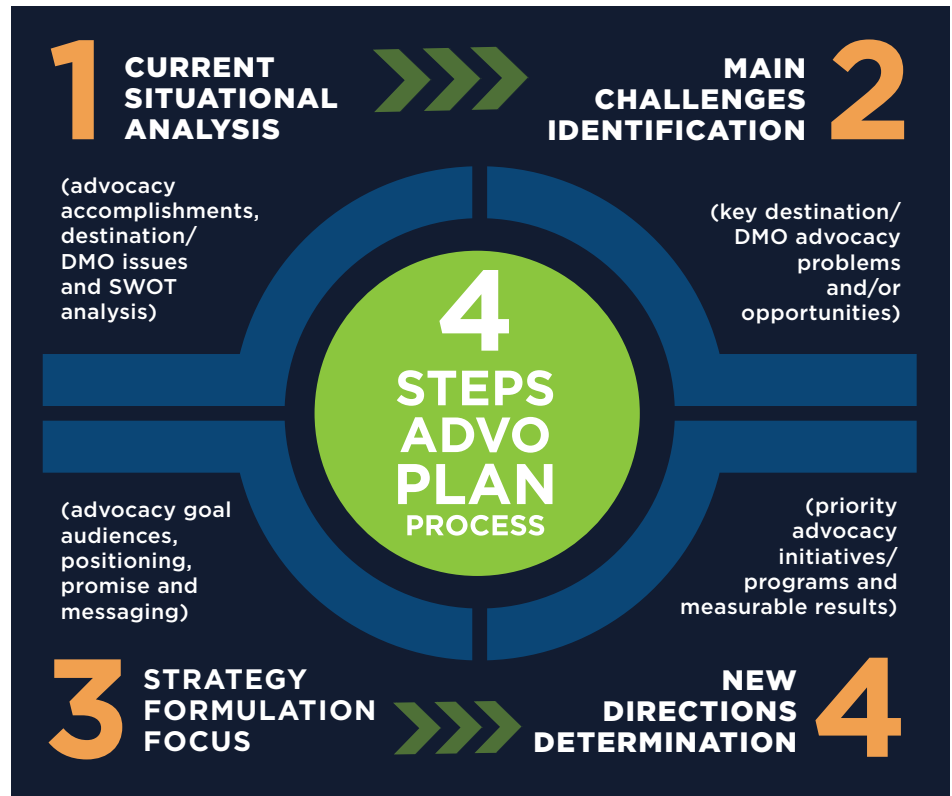 1
CURRENT
SITUATIONAL
ANALYSIS
(advocacy
accomplishments,
destination/
DMO issues
and SWOT
analysis)
MAIN
CHALLENGES
IDENTIFICATION
2
(key destination/
DMO advocacy
problems
and/or
opportunities)
4
STEPS
ADVO
PLAN
PROCESS
(advocacy goal
audiences,
positioning,
promise and
messaging)
3
STRATEGY
FORMULATION
FOCUS
(priority
advocacy
initiatives/
programs and
measurable results)
NEW
DIRECTIONS
DETERMINATION
4